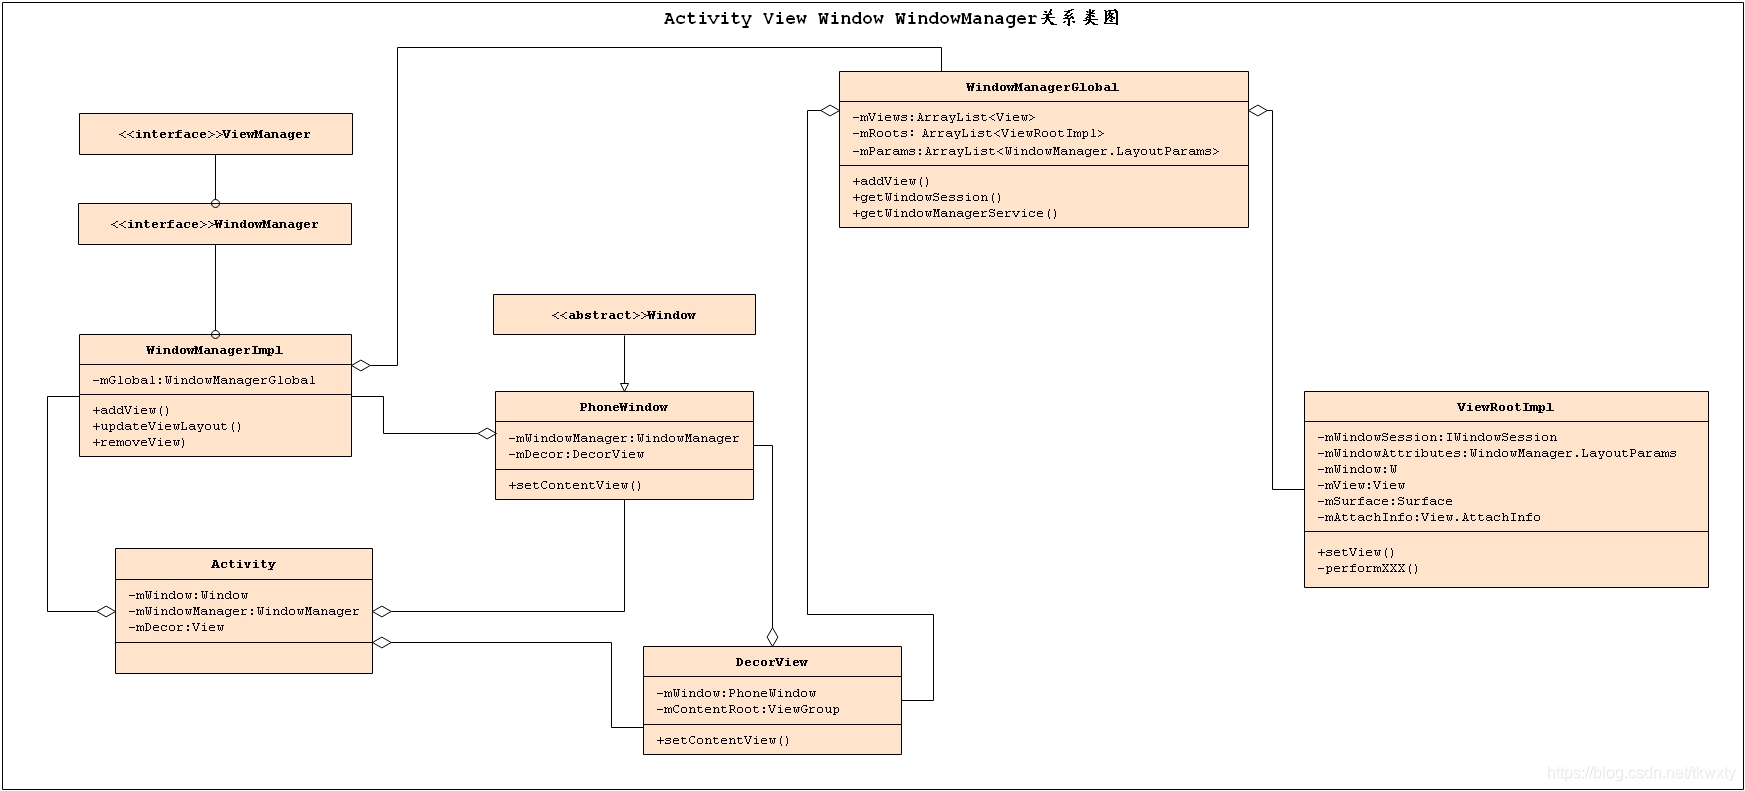 Activity View Window WindowManager关系类图
WindowManagerGlobal
-mViews:ArrayList<View>
-mRoots: ArrayList<ViewRootImpl>
-mParams:ArrayList<WindowManager.LayoutParams>
+addView()
+getWindowSession()
+getWindowManagerService()
<<interface>>ViewManager
<<interface>>WindowManager
<<abstract>>Window
WindowManagerImpl
-mGlobal:WindowManagerGlobal
+addView()
+updateViewLayout()
+removeView)
PhoneWindow
-mWindowManager:WindowManager
-mDecor:DecorView
+setContentView()
ViewRootImpl
-mWindowSession:IWindowSession
-mWindowAttributes:WindowManager.LayoutParams
-mWindow:W
-mView:View
-mSurface:Surface
-mAttachInfo:View.AttachInfo
+setView()
-performXXX()
Activity
-mWindow:Window
-mWindowManager:WindowManager
-mDecor:View
DecorView
-mWindow:PhoneWindow
-mContentRoot:ViewGroup
+setContentView()
https://blog.csdn.net/tkwxty